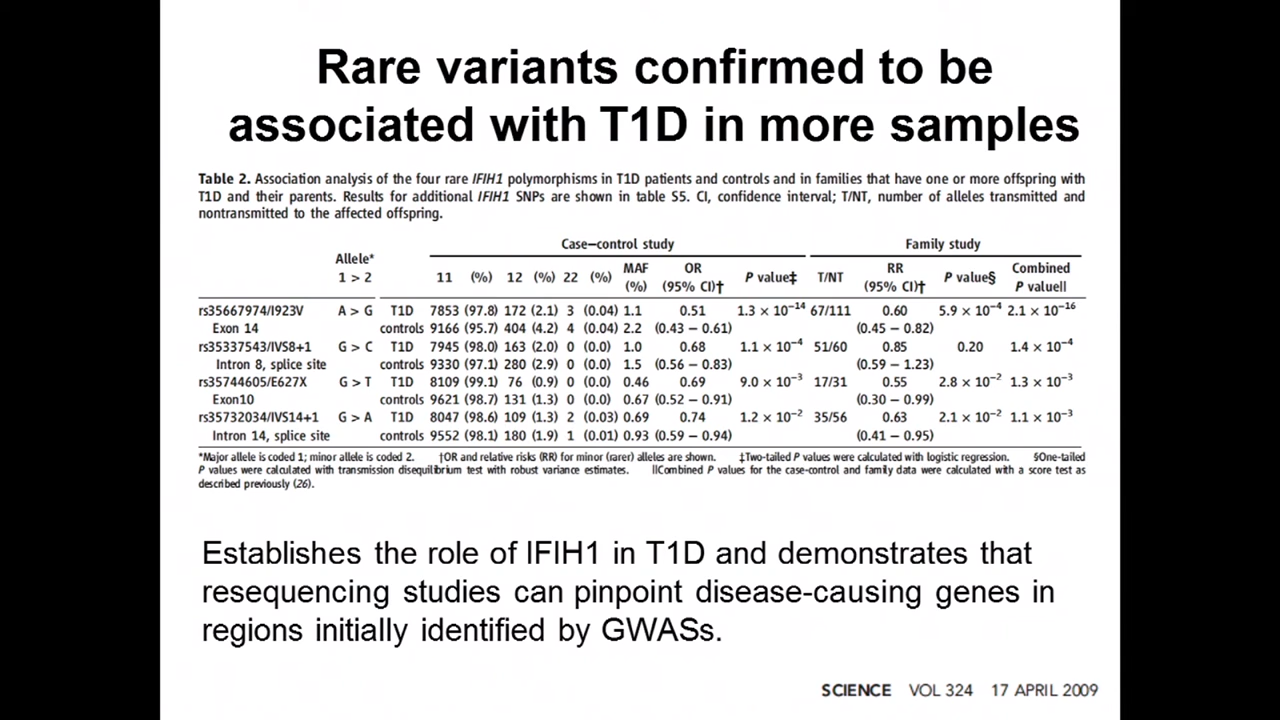 Rare variants confirmed to be
associated with T1D in more samples
Table 2. Association analysis of the four rare IFIH1 polymorphisms in T1D patients and controls and in families that have one or more offspring with
T1D and their parents. Results for additional IFIH1 SNPs are shown in table S5. CI, confidence interval; T/NT, number of alleles transmitted and
nontransmitted to the affected offspring.
Case–control study Family study
Allele* 1 > 2 11 (%) 12 (%) 22 (%) MAF (%) OR (95% CI)† P value‡ T/NT RR (95% CI)† P value§ Combined P value||
rs35667974/I923V A > G T1D 7853 (97.8) 172 (2.1) 3 (0.04) 1.1 0.51 1.3 × 10⁻¹⁴ 67/111 0.60 5.9 × 10⁻⁴ 2.1 × 10⁻¹⁶
Exon 14 controls 9166 (95.7) 404 (4.2) 4 (0.04) 2.2 (0.43 – 0.61) (0.45 – 0.82)
rs35337543/IVS8+1 G > C T1D 7945 (98.0) 163 (2.0) 0 (0.0) 1.0 0.68 1.1 × 10⁻⁴ 51/60 0.85 0.20 1.4 × 10⁻⁴
Intron 8, splice site controls 9330 (97.1) 280 (2.9) 0 (0.0) 1.5 (0.56 – 0.83) (0.59 – 1.23)
rs35744605/E627X G > T T1D 8109 (99.1) 76 (0.9) 0 (0.0) 0.46 0.69 9.0 × 10⁻³ 17/31 0.55 2.8 × 10⁻² 1.3 × 10⁻³
Exon10 controls 9621 (98.7) 131 (1.3) 0 (0.0) 0.67 (0.52 – 0.91) (0.30 – 0.99)
rs35732034/IVS14+1 G > A T1D 8047 (98.6) 109 (1.3) 2 (0.03) 0.69 0.74 1.2 × 10⁻² 35/56 0.63 2.1 × 10⁻² 1.1 × 10⁻³
Intron 14, splice site controls 9552 (98.1) 180 (1.9) 1 (0.01) 0.93 (0.59 – 0.94) (0.41 – 0.95)
*Major allele is coded 1; minor allele is coded 2. †OR and relative risks (RR) for minor (rarer) alleles are shown. ‡Two-tailed P values were calculated with logistic regression. §One-tailed
P values were calculated with transmission disequilibrium test with robust variance estimates. ||Combined P values for the case-control and family data were calculated with a score test as
described previously (26).
Establishes the role of IFIH1 in T1D and demonstrates that
resequencing studies can pinpoint disease-causing genes in
regions initially identified by GWASs.
SCIENCE VOL 324 17 APRIL 2009